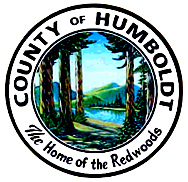 COUNTY OF HUMBOLDT
The Home of the Redwoods